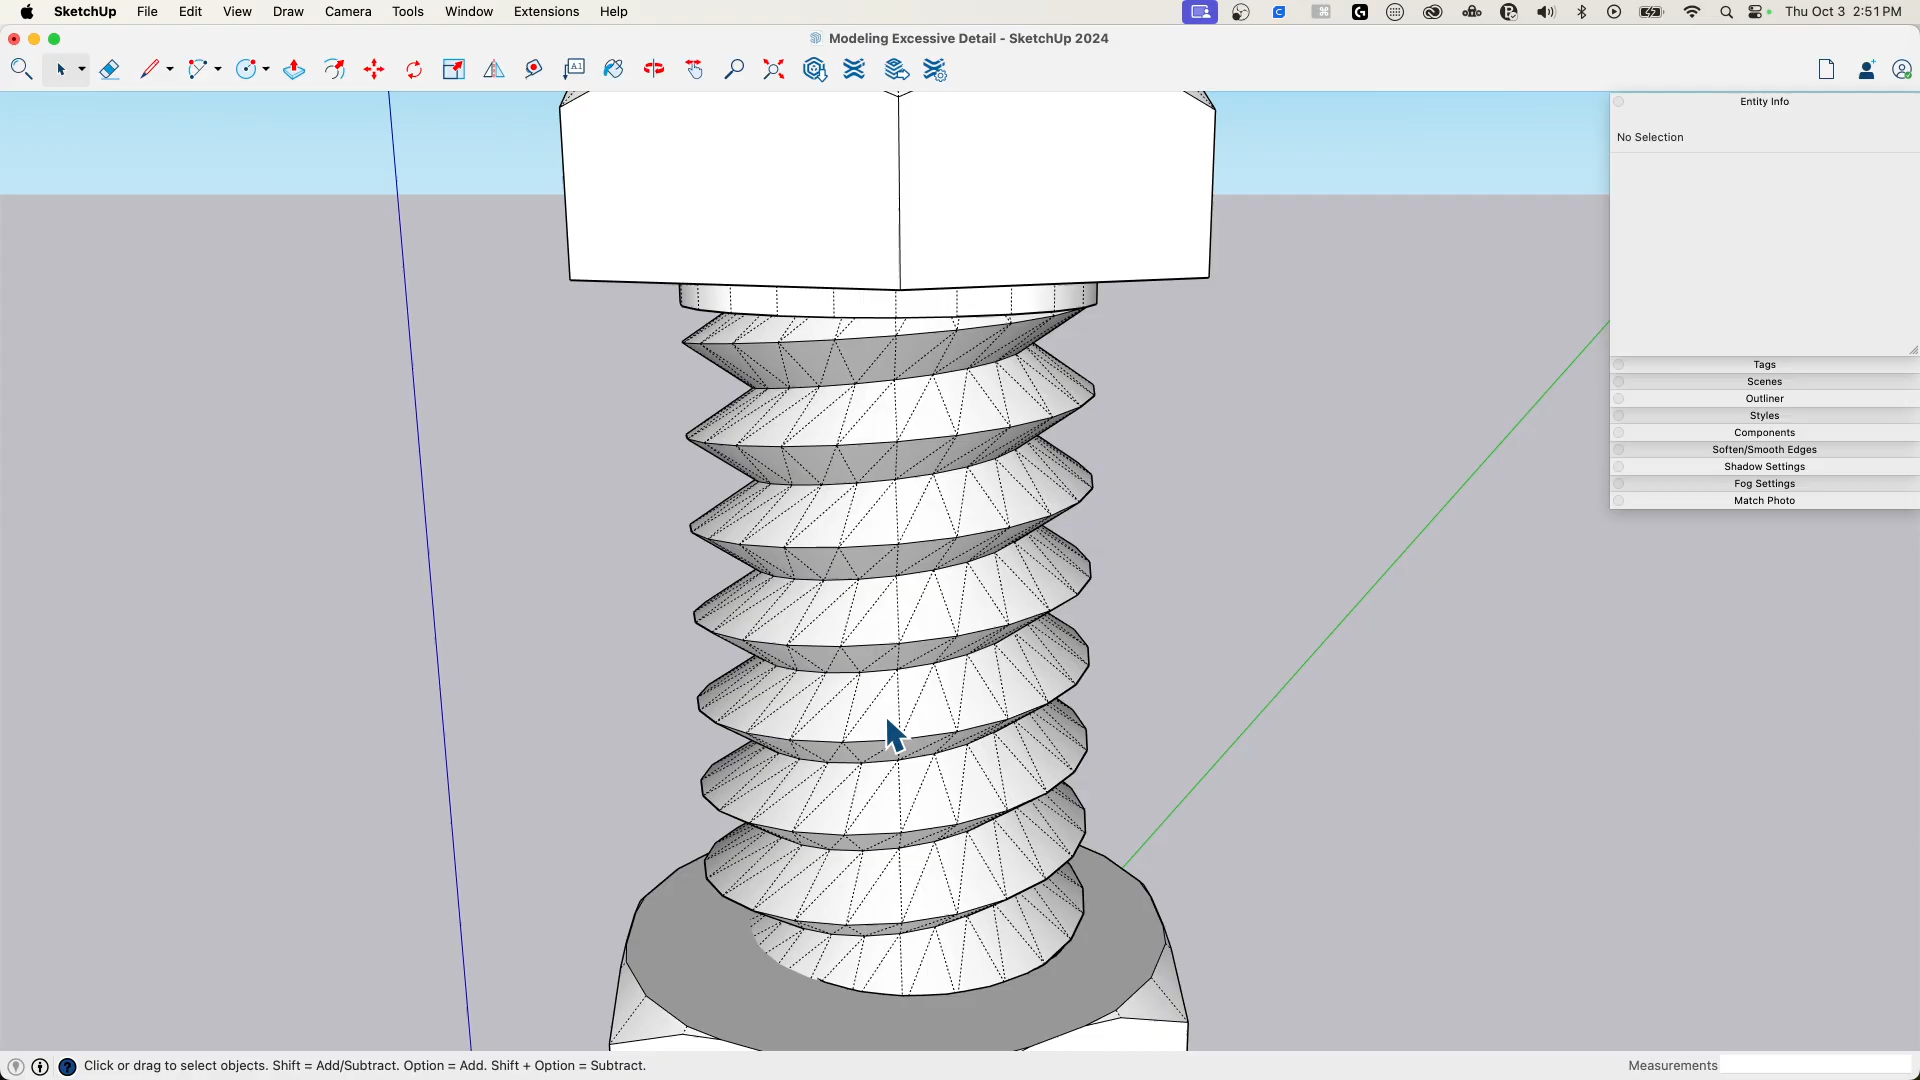 SketchUp File Edit View Draw Camera Tools Window Extensions Help Thu Oct 3 2:51 PM
Modeling Excessive Detail - SketchUp 2024
A1
Entity Info
No Selection
Tags
Scenes
Outliner
Styles
Components
Soften/Smooth Edges
Shadow Settings
Fog Settings
Match Photo
Click or drag to select objects. Shift = Add/Subtract. Option = Add. Shift + Option = Subtract. Measurements